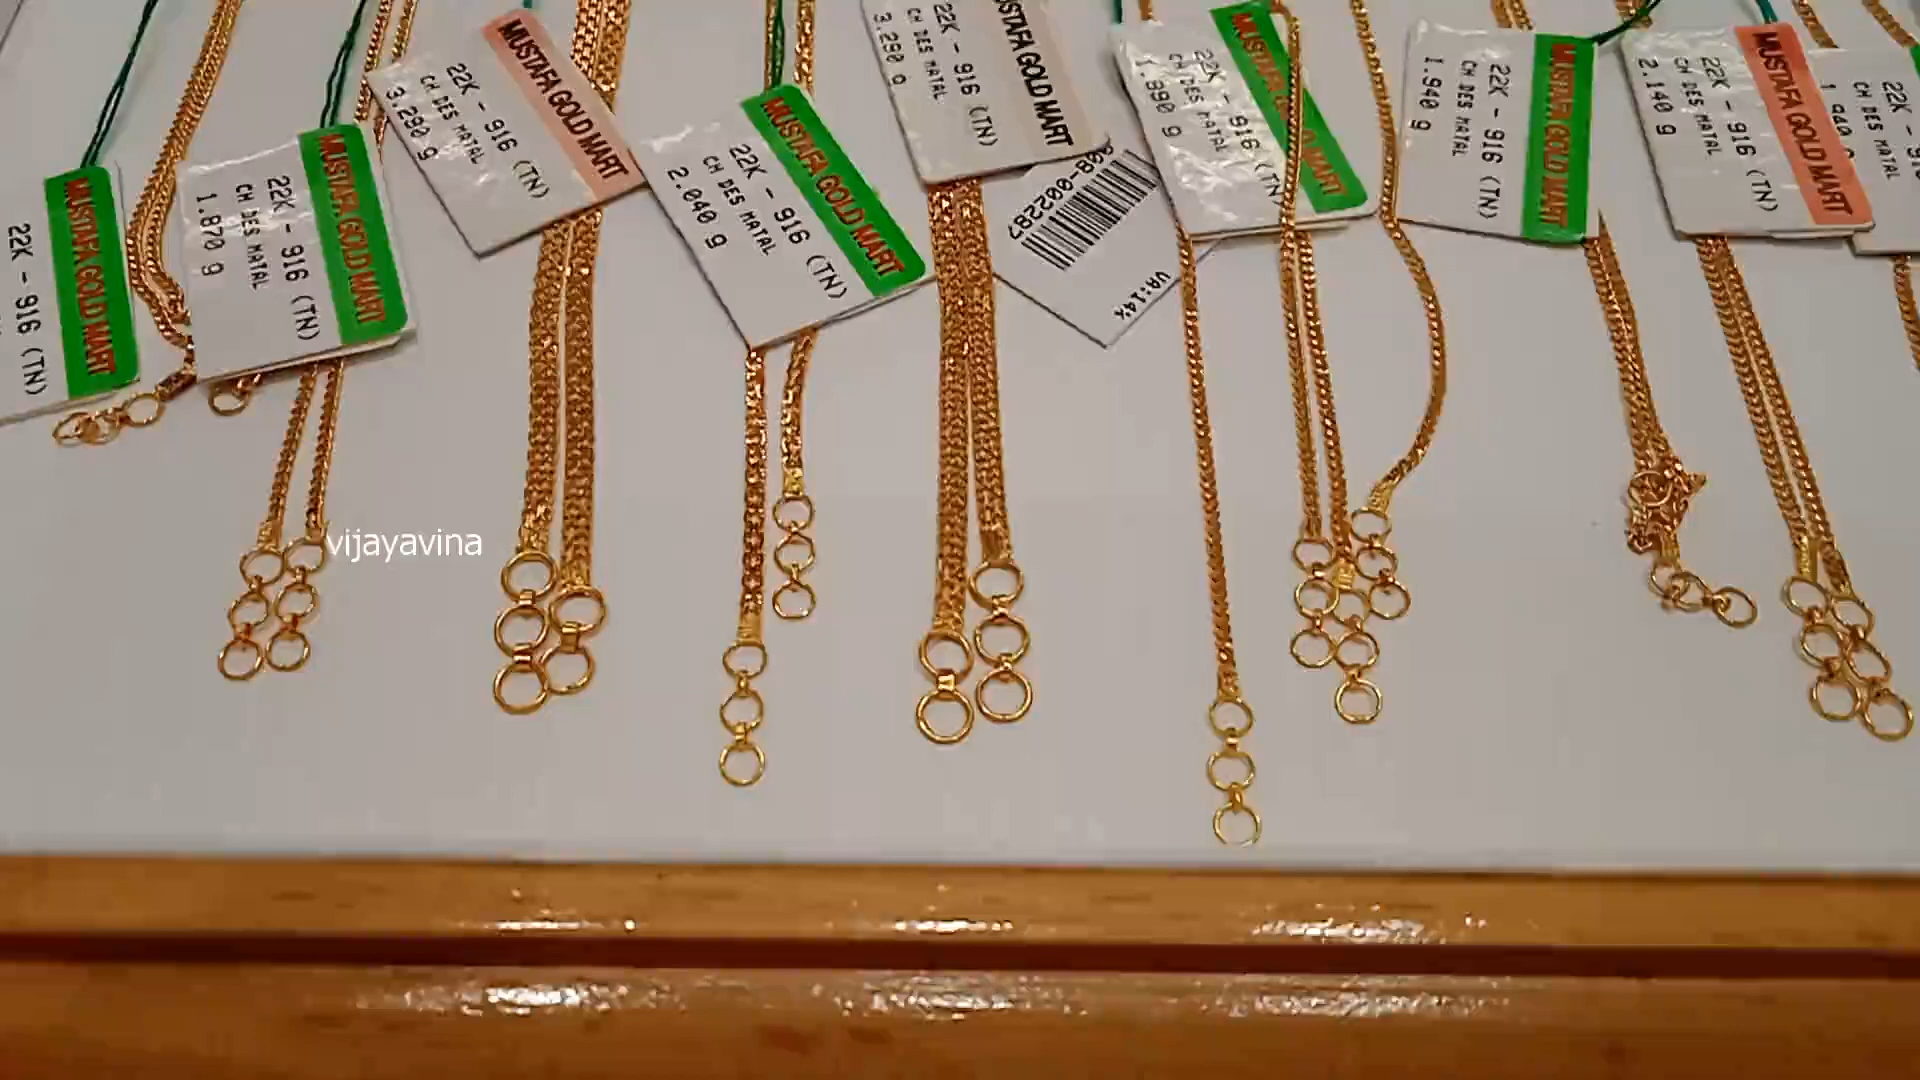 MUSTAFA GOLD MART
22K - 916 (TN)
MUSTAFA GOLD MART
22K - 916 (TN)
CH DES MATAL
1.870 g
MUSTAFA GOLD MART
22K - 916 (TN)
CH DES MATAL
3.290 g
MUSTAFA GOLD MART
22K - 916 (TN)
CH DES MATAL
2.040 g
MUSTAFA GOLD MART
22K - 916 (TN)
CH DES MATAL
3.290 g
VA:14%
MUSTAFA GOLD MART
22K - 916 (TN)
CH DES MATAL
1.990 g
MUSTAFA GOLD MART
22K - 916 (TN)
CH DES MATAL
1.940 g
MUSTAFA GOLD MART
22K - 916 (TN)
CH DES MATAL
2.140 g
22K
CH DES MATAL
vijayavina